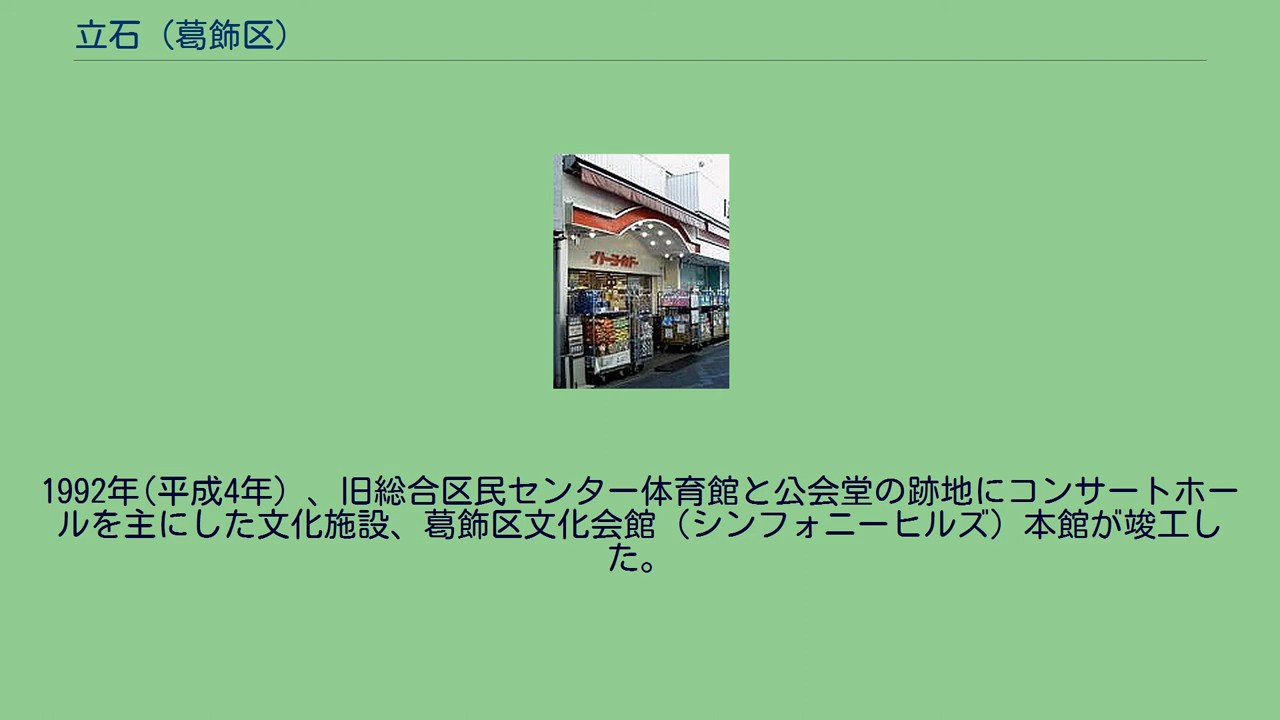 立石（葛飾区）
イトーヨーカドー
1992年(平成4年）、旧総合区民センター体育館と公会堂の跡地にコンサートホー
ルを主にした文化施設、葛飾区文化会館（シンフォニーヒルズ）本館が竣工し
た。